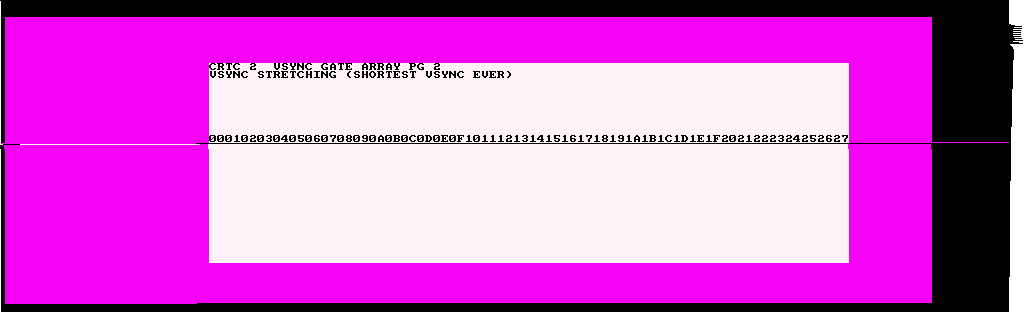 CRTC 2  VSYNC GATE ARRAY PG 2
VSYNC STRETCHING (SHORTEST VSYNC EVER)
000102030405060708090A0B0C0D0E0F101112131415161718191A1B1C1D1E1F2021222324252627